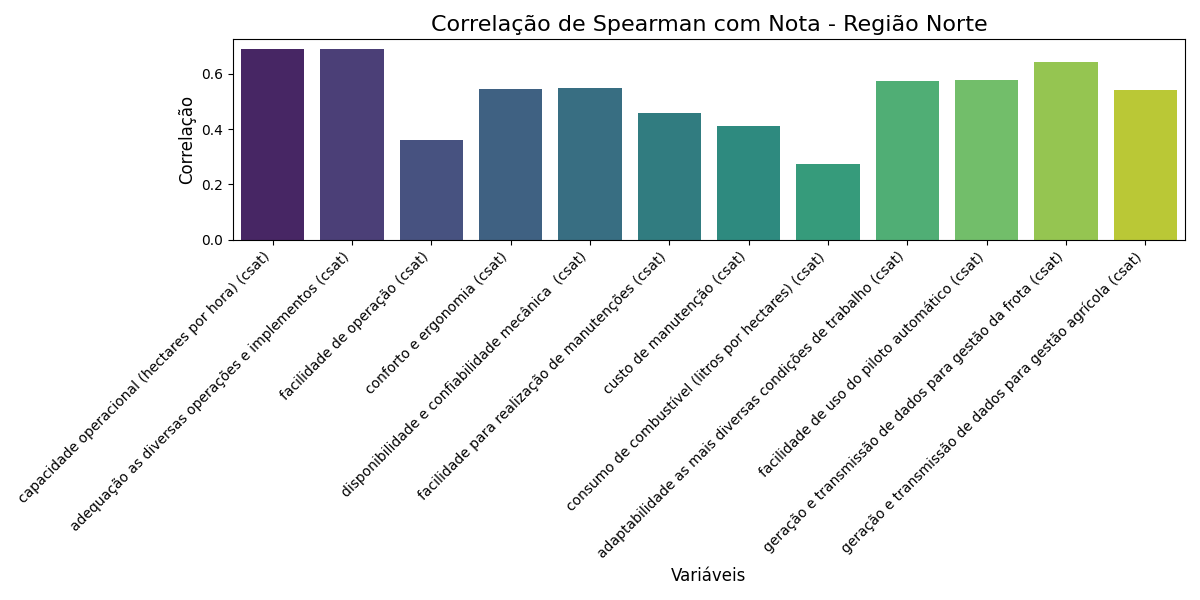 Correlação de Spearman com Nota - Região Norte
Correlação
0.6
0.4
0.2
0.0
capacidade operacional (hectares por hora) (csat)
adequação as diversas operações e implementos (csat)
facilidade de operação (csat)
conforto e ergonomia (csat)
disponibilidade e confiabilidade mecânica  (csat)
facilidade para realização de manutenções (csat)
custo de manutenção (csat)
consumo de combustível (litros por hectares) (csat)
adaptabilidade as mais diversas condições de trabalho (csat)
facilidade de uso do piloto automático (csat)
geração e transmissão de dados para gestão da frota (csat)
geração e transmissão de dados para gestão agrícola (csat)
Variáveis